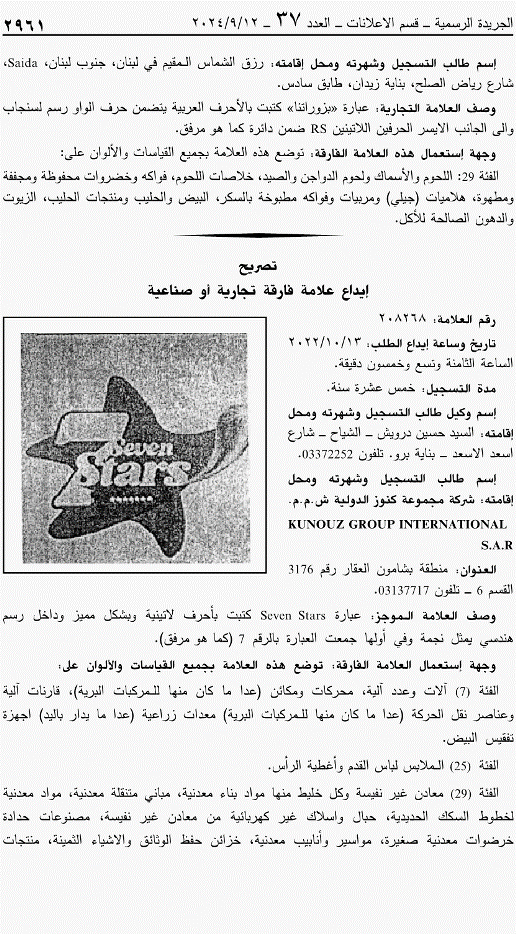 الجريدة الرسمية ــ قسم الاعلانات ــ العدد ٣٧ ــ ٢٠٢٤/٩/١٢
٢٩٦١
إسم طالب التسجيل وشهرته ومحل إقامته: رزق الشماس المقيم في لبنان، جنوب لبنان، Saida،
شارع رياض الصلح، بناية زيدان، طابق سادس.
وصف العلامة التجارية: عبارة «بزوراتنا» كتبت بالأحرف العربية يتضمن حرف الواو رسم لسنجاب
والى الجانب الايسر الحرفين اللاتينين RS ضمن دائرة كما هو مرفق.
وجهة إستعمال هذه العلامة الفارقة: توضع هذه العلامة بجميع القياسات والألوان على:
الفئة 29: اللحوم والأسماك ولحوم الدواجن والصيد، خلاصات اللحوم، فواكه وخضروات محفوظة ومجففة
ومطهوة، هلاميات (جيلي) ومربيات وفواكه مطبوخة بالسكر، البيض والحليب ومنتجات الحليب، الزيوت
والدهون الصالحة للأكل.
تصريح
إيداع علامة فارقة تجارية أو صناعية
رقم العلامة: ٢٠٨٢٦٨
تاريخ وساعة إيداع الطلب: ٢٠٢٢/١٠/١٣
الساعة الثامنة وتسع وخمسون دقيقة.
مدة التسجيل: خمس عشرة سنة.
إسم وكيل طالب التسجيل وشهرته ومحل
إقامته: السيد حسين درويش ــ الشياح ــ شارع
اسعد الاسعد ــ بناية برو. تلفون 03372252.
إسم طالب التسجيل وشهرته ومحل
إقامته: شركة مجموعة كنوز الدولية ش.م.م.
KUNOUZ GROUP INTERNATIONAL
S.A.R
العنوان: منطقة بشامون العقار رقم 3176
القسم 6 ــ تلفون 03137717.
7 Seven
Stars
وصف العلامة الموجز: عبارة Seven Stars كتبت بأحرف لاتينية وبشكل مميز وداخل رسم
هندسي يمثل نجمة وفي أولها جمعت العبارة بالرقم 7 (كما هو مرفق).
وجهة إستعمال العلامة الفارقة: توضع هذه العلامة بجميع القياسات والألوان على:
الفئة (7) آلات وعدد آلية، محركات ومكائن (عدا ما كان منها للمركبات البرية)، قارنات آلية
وعناصر نقل الحركة (عدا ما كان منها للمركبات البرية) معدات زراعية (عدا ما يدار باليد) اجهزة
تفقيس البيض.
الفئة (25) الملابس لباس القدم وأغطية الرأس.
الفئة (29) معادن غير نفيسة وكل خليط منها مواد بناء معدنية، مباني متنقلة معدنية، مواد معدنية
لخطوط السكك الحديدية، حبال واسلاك غير كهربائية من معادن غير نفيسة، مصنوعات حدادة
خرضوات معدنية صغيرة، مواسير وأنابيب معدنية، خزائن حفظ الوثائق والاشياء الثمينة، منتجات